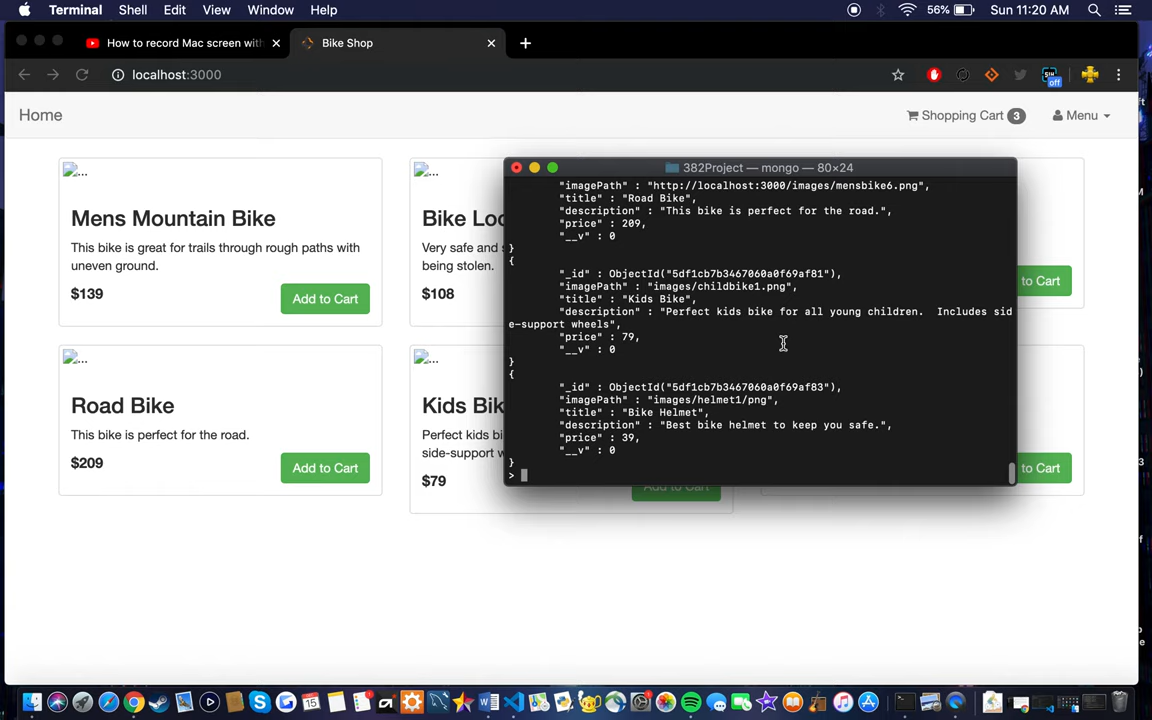 Terminal Shell Edit View Window Help 56% Sun 11:20 AM
How to record Mac screen with
Bike Shop
localhost:3000
off
Home
Shopping Cart 3
Menu
...
Mens Mountain Bike
This bike is great for trails through rough paths with
uneven ground.
$139
Add to Cart
...
Bike Loc
Very safe and s
being stolen.
$108
to Cart
...
Road Bike
This bike is perfect for the road.
$209
Add to Cart
...
Kids Bik
Perfect kids bi
side-support w
$79
Add to Cart
to Cart
382Project — mongo — 80×24
"imagePath" : "http://localhost:3000/images/mensbike6.png",
"title" : "Road Bike",
"description" : "This bike is perfect for the road.",
"price" : 209,
"__v" : 0
}
{
"_id" : ObjectId("5df1cb7b3467060a0f69af81"),
"imagePath" : "images/childbike1.png",
"title" : "Kids Bike",
"description" : "Perfect kids bike for all young children.  Includes sid
e-support wheels",
"price" : 79,
"__v" : 0
}
{
"_id" : ObjectId("5df1cb7b3467060a0f69af83"),
"imagePath" : "images/helmet1/png",
"title" : "Bike Helmet",
"description" : "Best bike helmet to keep you safe.",
"price" : 39,
"__v" : 0
}
>